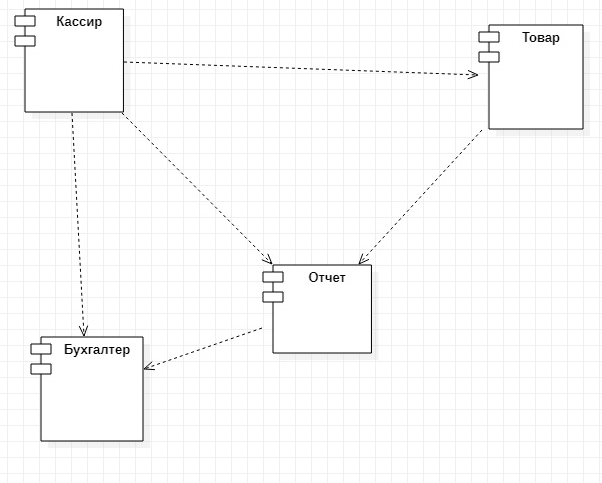 Кассир
Товар
Отчет
Бухгалтер